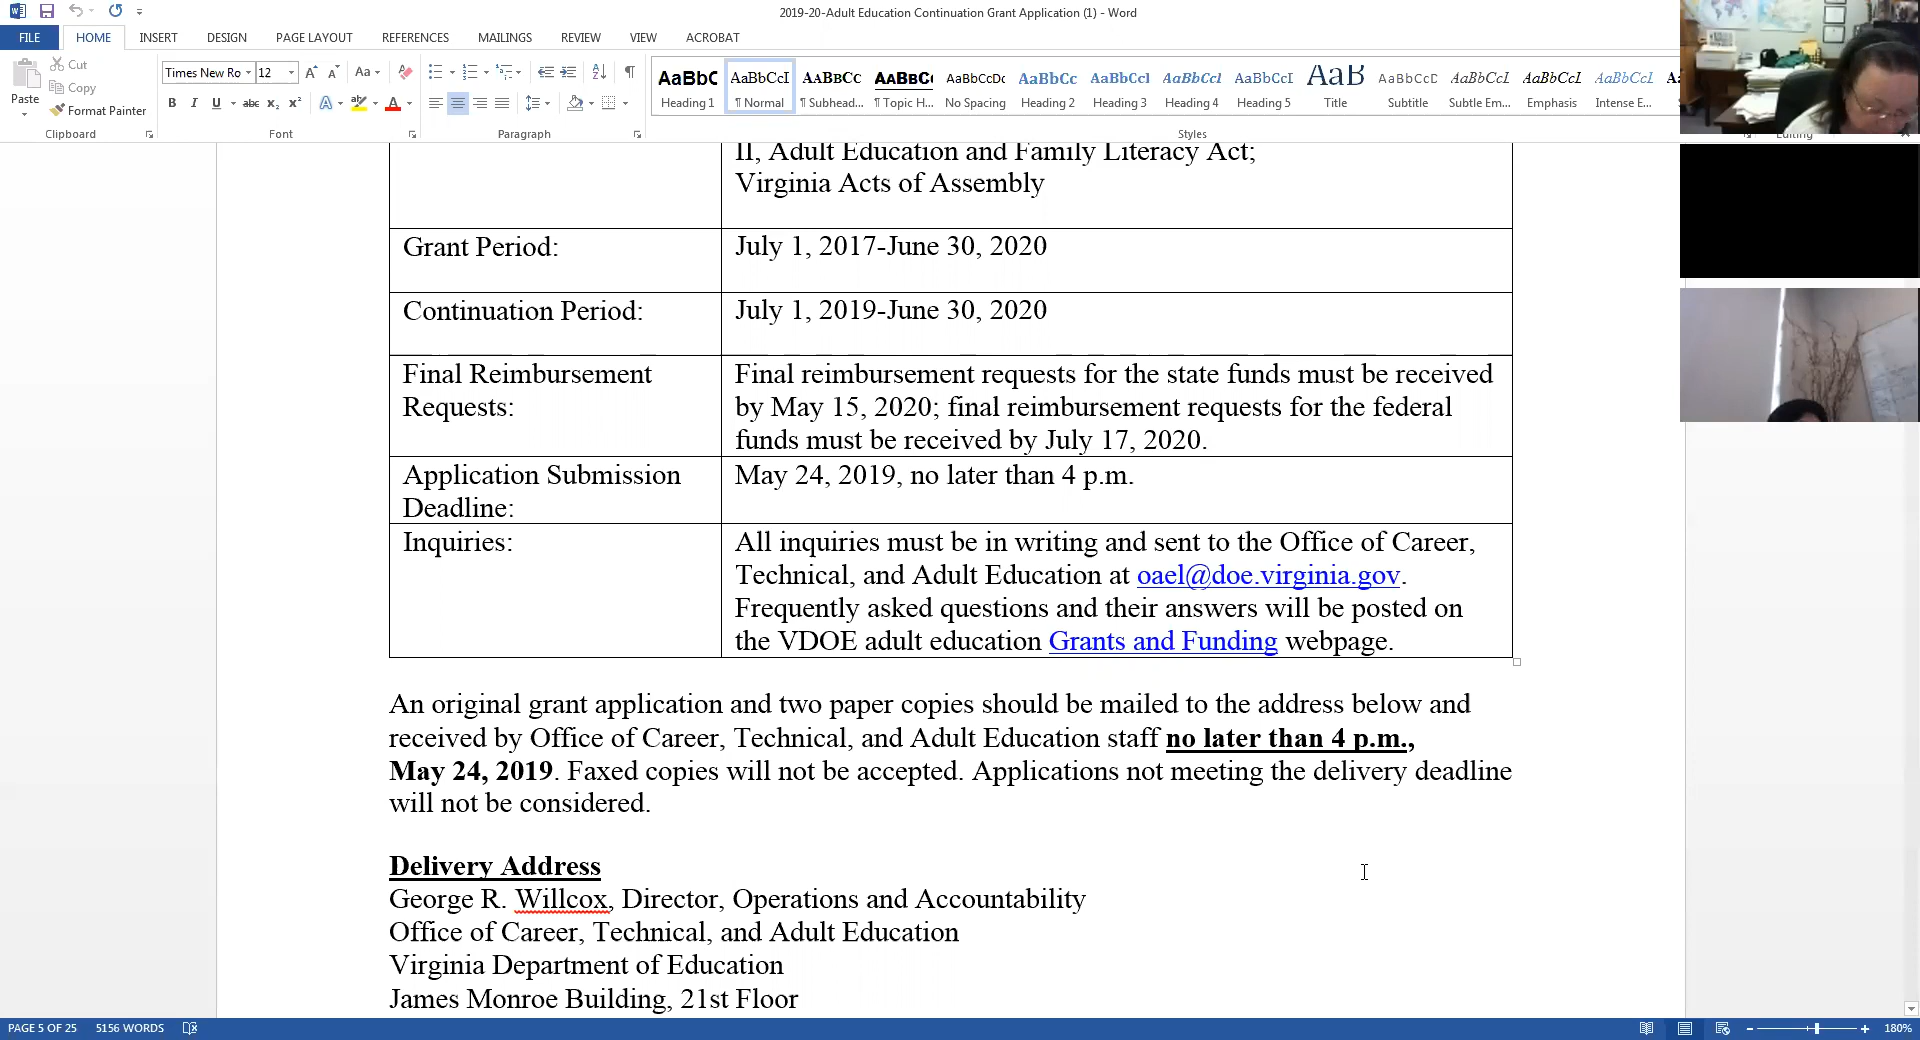 2019-20-Adult Education Continuation Grant Application (1) - Word
FILE HOME INSERT DESIGN PAGE LAYOUT REFERENCES MAILINGS REVIEW VIEW ACROBAT
Paste
Cut
Copy
Format Painter
Clipboard
Times New Ro 12
Font
Paragraph
AaBbC AaBbCcI AaBbCc AaBbC AaBbCcDc AaBbCc AaBbCcI AaBbCcI AaBbCcI AaB AaBbCcD AaBbCcL AaBbCcL AaBbCcL
Heading 1 ¶ Normal ¶ Subhead... ¶ Topic H... No Spacing Heading 2 Heading 3 Heading 4 Heading 5 Title Subtitle Subtle Em... Emphasis Intense E...
Styles
Editing
II, Adult Education and Family Literacy Act;
Virginia Acts of Assembly
Grant Period:
July 1, 2017-June 30, 2020
Continuation Period:
July 1, 2019-June 30, 2020
Final Reimbursement
Requests:
Final reimbursement requests for the state funds must be received
by May 15, 2020; final reimbursement requests for the federal
funds must be received by July 17, 2020.
Application Submission
Deadline:
May 24, 2019, no later than 4 p.m.
Inquiries:
All inquiries must be in writing and sent to the Office of Career,
Technical, and Adult Education at oael@doe.virginia.gov.
Frequently asked questions and their answers will be posted on
the VDOE adult education Grants and Funding webpage.
An original grant application and two paper copies should be mailed to the address below and
received by Office of Career, Technical, and Adult Education staff no later than 4 p.m.,
May 24, 2019. Faxed copies will not be accepted. Applications not meeting the delivery deadline
will not be considered.
Delivery Address
George R. Willcox, Director, Operations and Accountability
Office of Career, Technical, and Adult Education
Virginia Department of Education
James Monroe Building, 21st Floor
PAGE 5 OF 25 5156 WORDS
180%